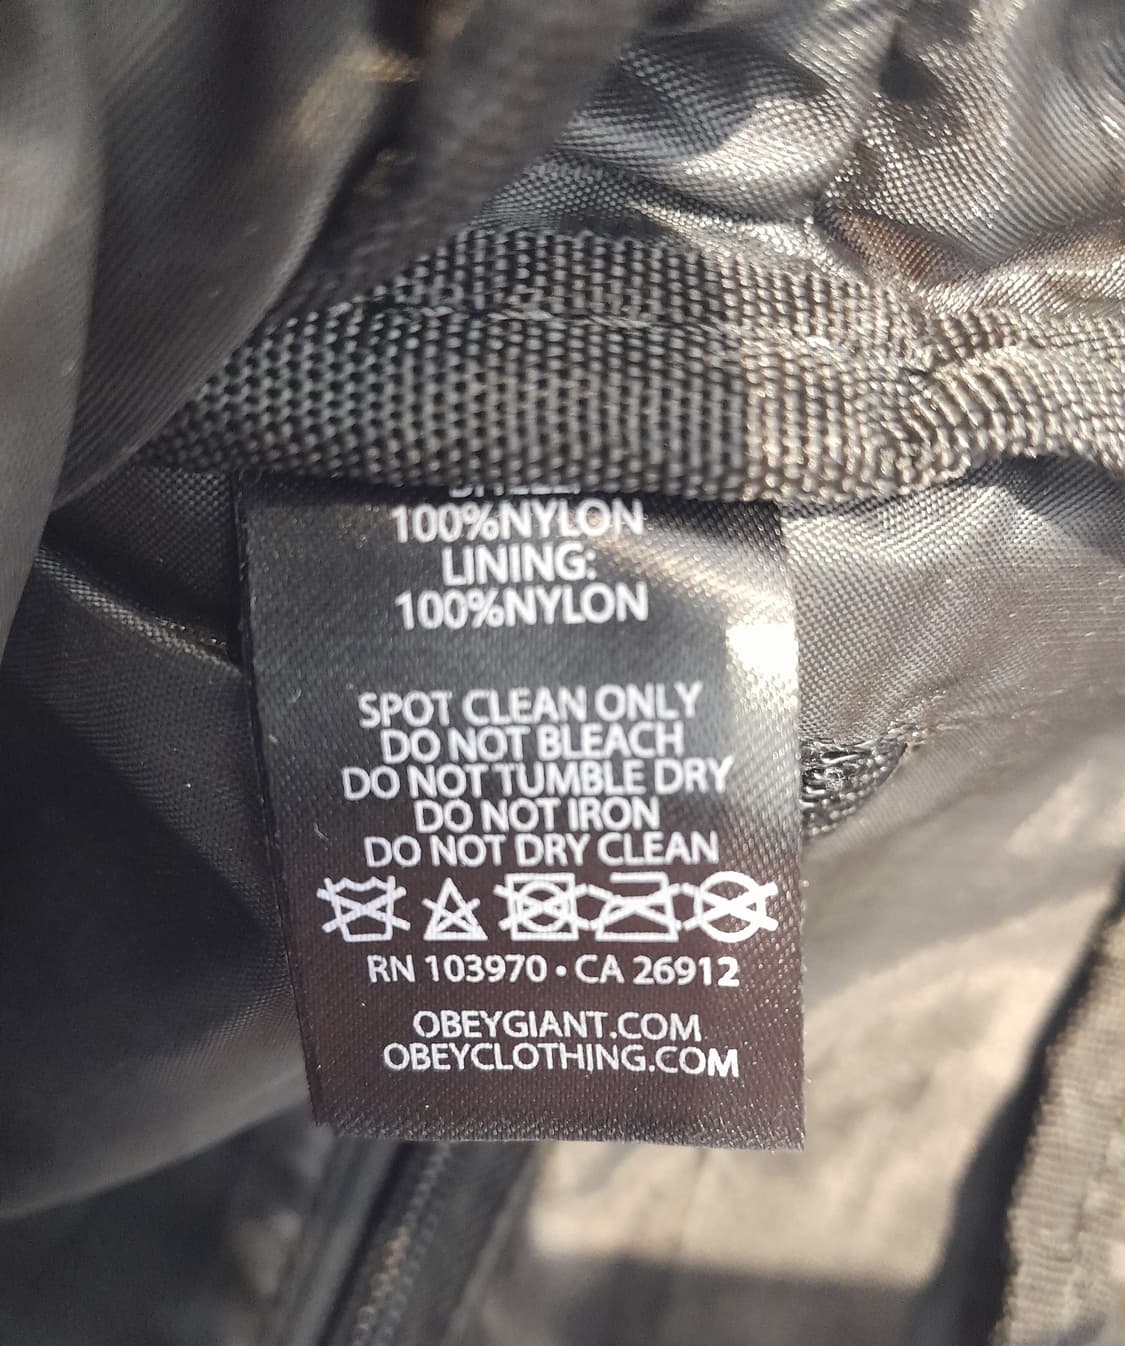 100%NYLON
LINING:
100%NYLON
SPOT CLEAN ONLY
DO NOT BLEACH
DO NOT TUMBLE DRY
DO NOT IRON
DO NOT DRY CLEAN
RN 103970 • CA 26912
OBEYGIANT.COM
OBEYCLOTHING.COM